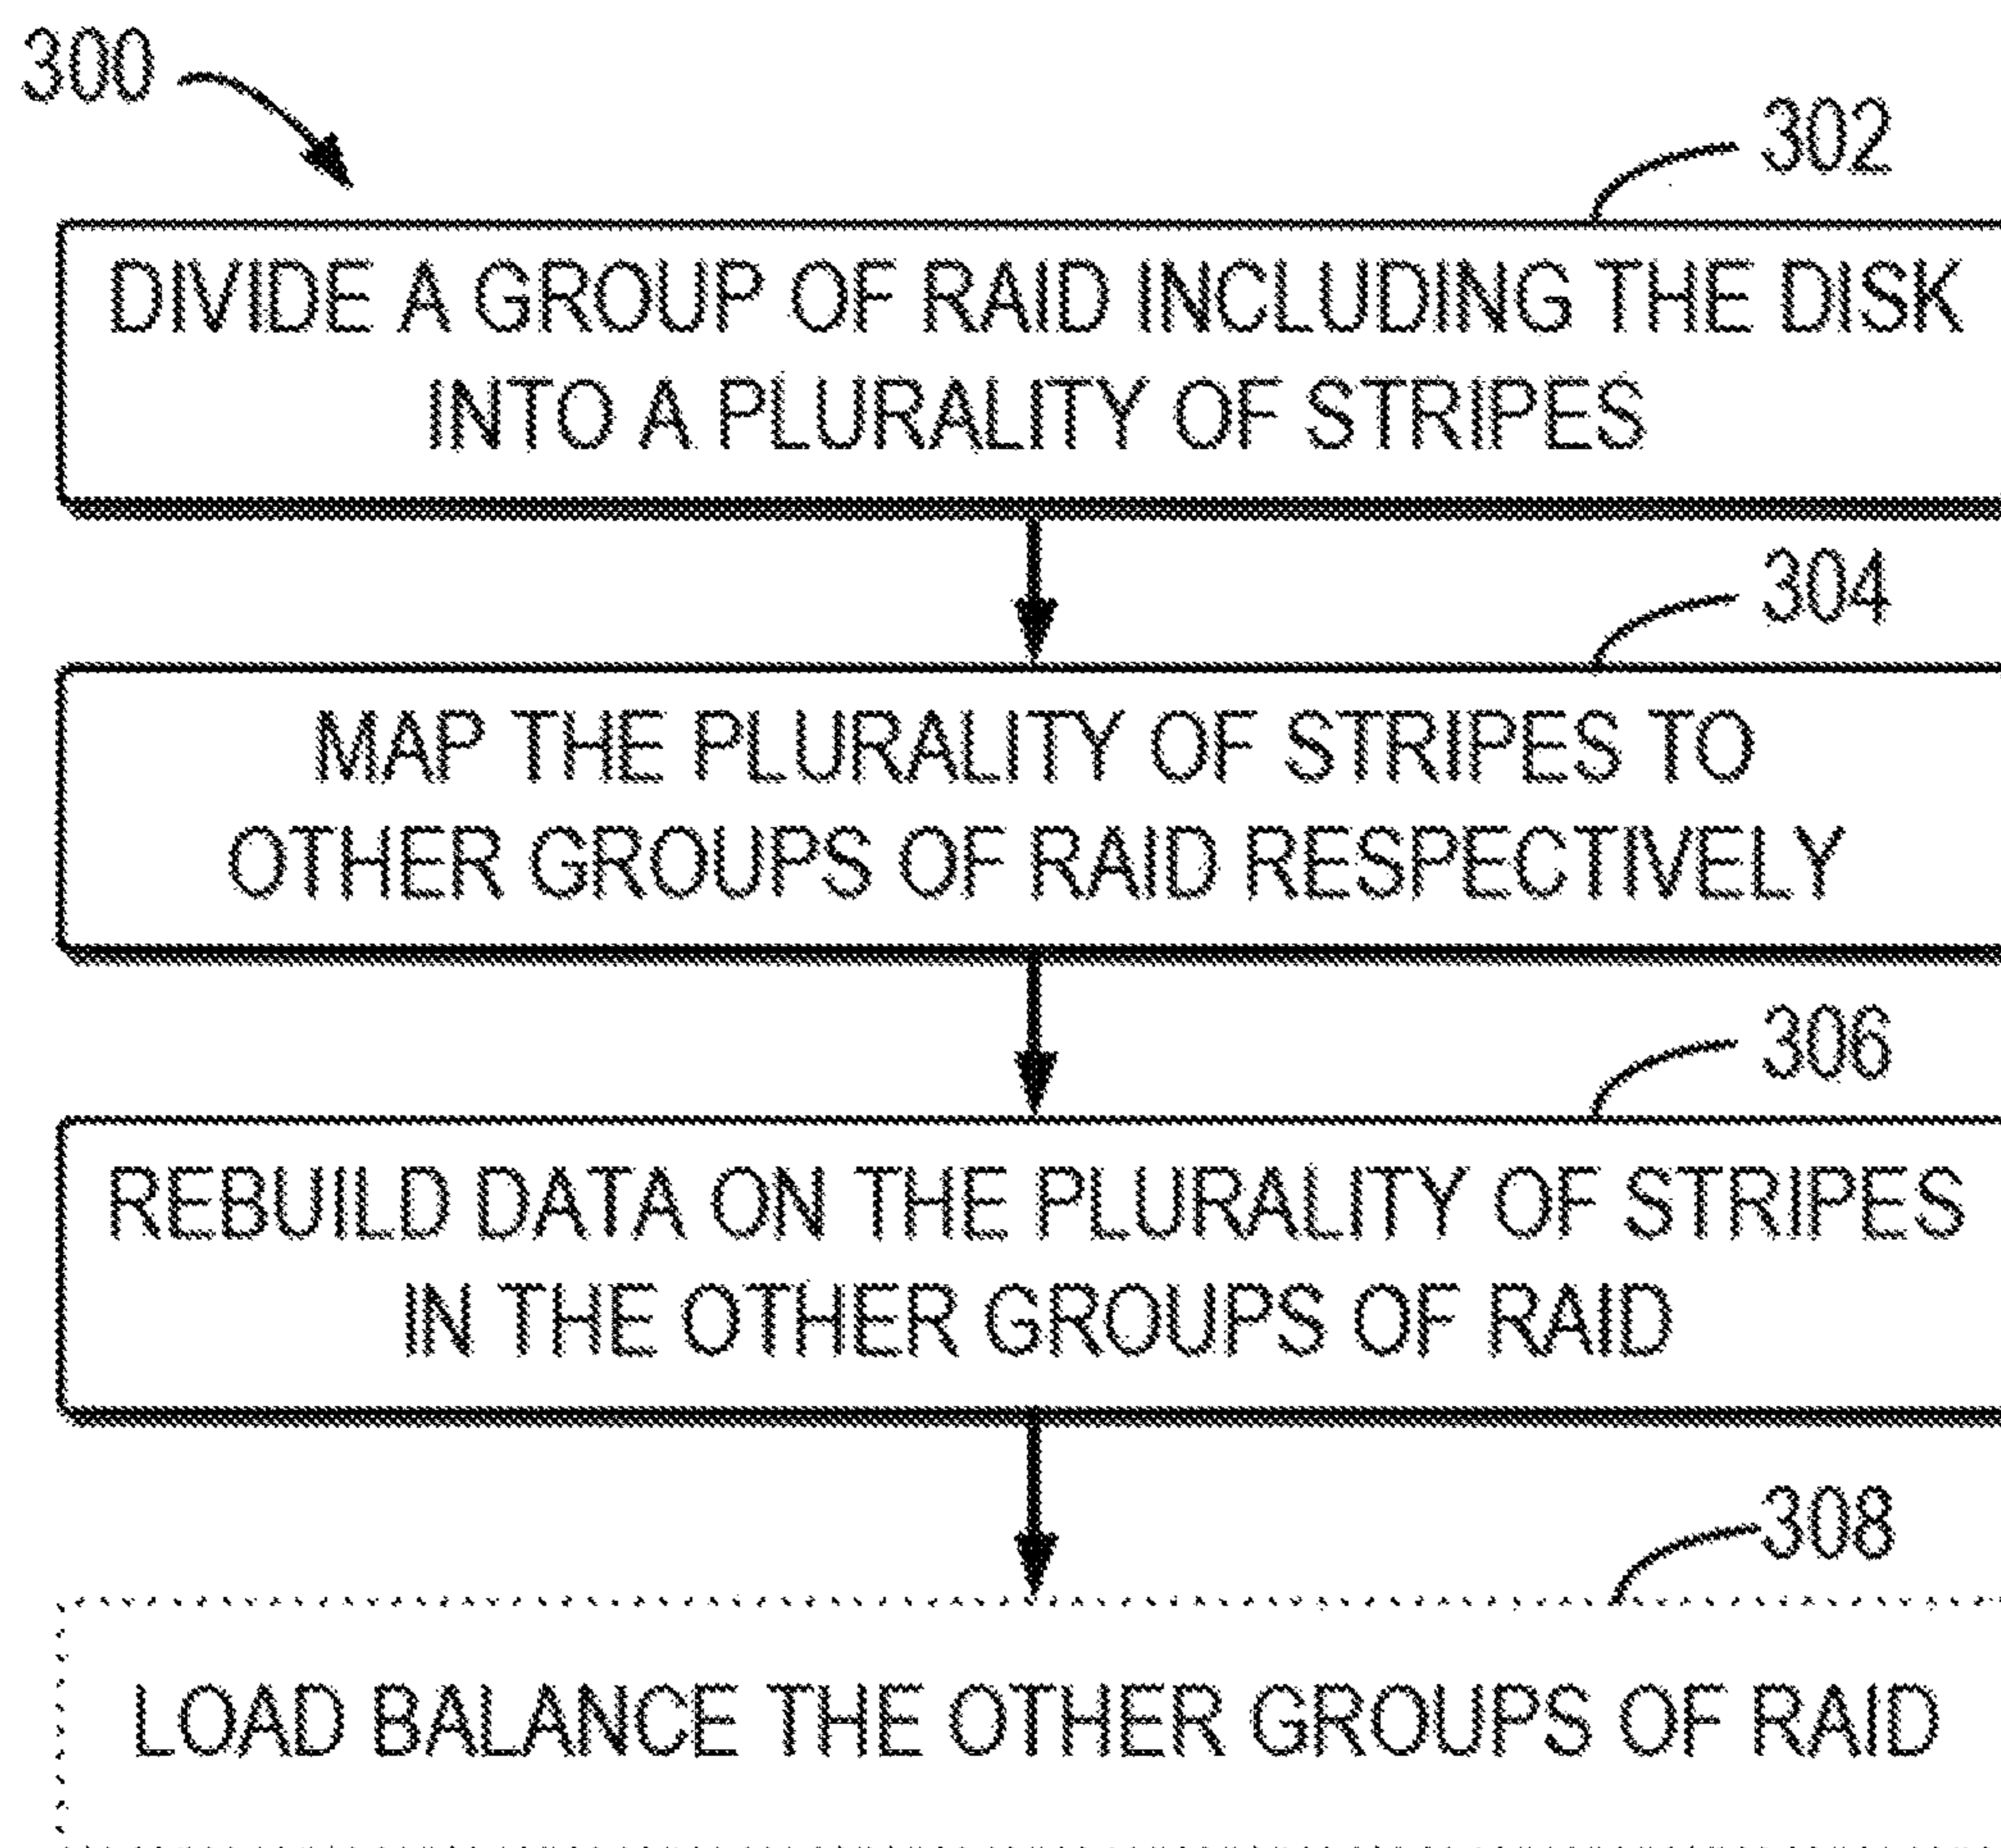 300
302
DIVIDE A GROUP OF RAID INCLUDING THE DISK
INTO A PLURALITY OF STRIPES
304
MAP THE PLURALITY OF STRIPES TO
OTHER GROUPS OF RAID RESPECTIVELY
306
REBUILD DATA ON THE PLURALITY OF STRIPES
IN THE OTHER GROUPS OF RAID
308
LOAD BALANCE THE OTHER GROUPS OF RAID